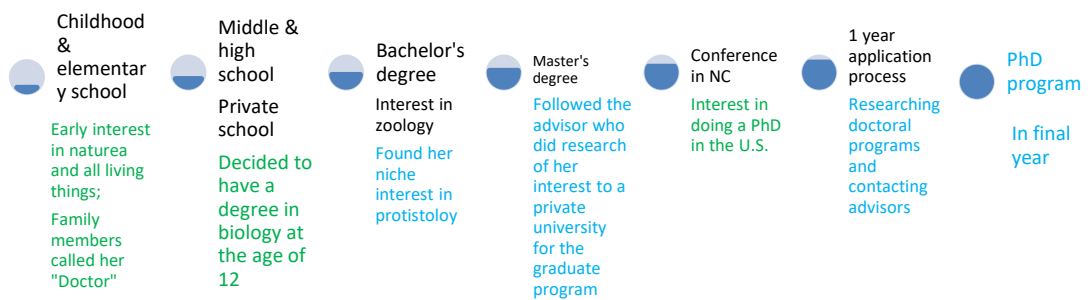 Childhood
&
elementar
y school
Early interest
in naturea
and all living
things;
Family
members
called her
"Doctor"
Middle &
high
school
Private
school
Decided to
have a
degree in
biology at
the age of
12
Bachelor's
degree
Interest in
zoology
Found her
niche
interest in
protistoloy
Master's
degree
Followed the
advisor who
did research
of her
interest to a
private
university
for the
graduate
program
Conference
in NC
Interest in
doing a PhD
in the U.S.
1 year
application
process
Researching
doctoral
programs
and
contacting
advisors
PhD
program
In final
year